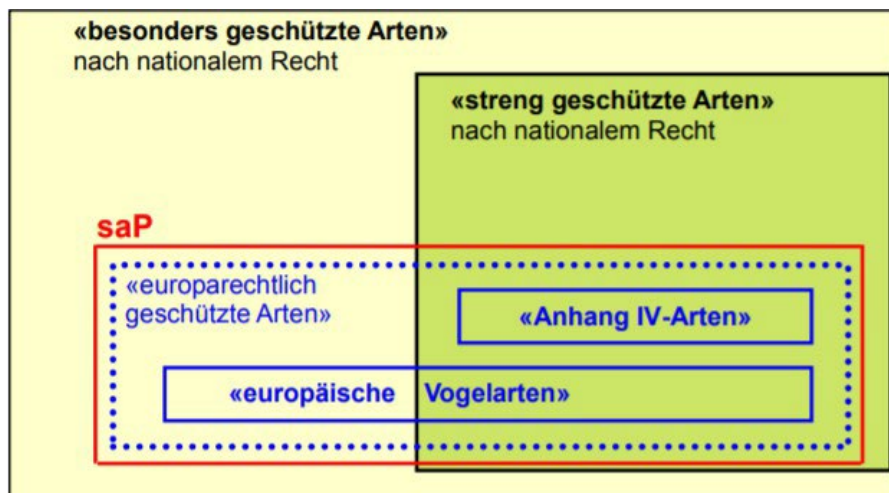 «besonders geschützte Arten»
nach nationalem Recht
«streng geschützte Arten»
nach nationalem Recht
saP
«europarechtlich
geschützte Arten»
«Anhang IV-Arten»
«europäische Vogelarten»